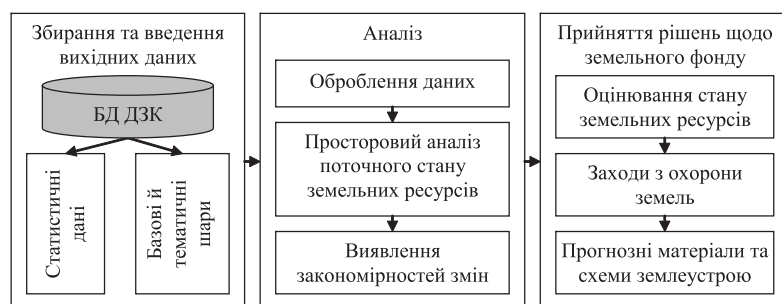 Збирання та введення
вихідних даних
БД ДЗК
Статистичні
дані
Базові й
тематичні
шари
Аналіз
Оброблення даних
Просторовий аналіз
поточного стану
земельних ресурсів
Виявлення
закономірностей змін
Прийняття рішень щодо
земельного фонду
Оцінювання стану
земельних ресурсів
Заходи з охорони
земель
Прогнозні матеріали та
схеми землеустрою